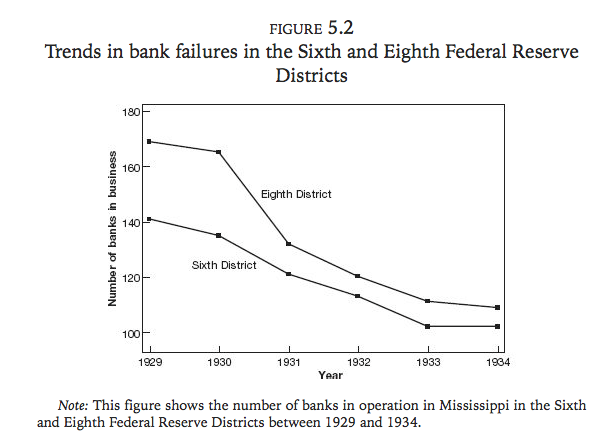 FIGURE 5.2
Trends in bank failures in the Sixth and Eighth Federal Reserve
Districts
180
160
140
120
100
Number of banks in business
Eighth District
Sixth District
1929 1930 1931 1932 1933 1934
Year
Note: This figure shows the number of banks in operation in Mississippi in the Sixth
and Eighth Federal Reserve Districts between 1929 and 1934.